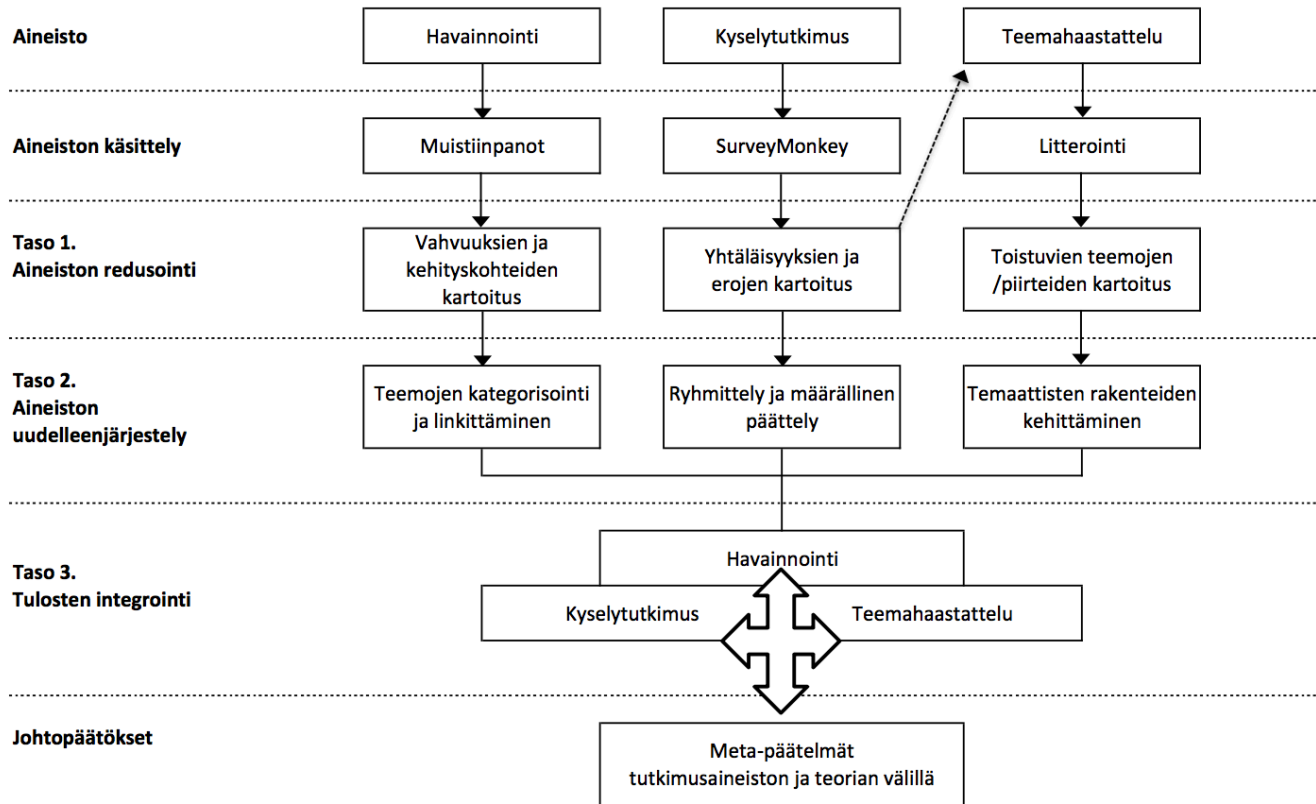 Aineisto
Havainnointi
Kyselytutkimus
Teemahaastattelu
Aineiston käsittely
Muistiinpanot
SurveyMonkey
Litterointi
Taso 1.
Aineiston redusointi
Vahvuuksien ja
kehityskohteiden
kartoitus
Yhtäläisyyksien ja
erojen kartoitus
Toistuvien teemojen
/piirteiden kartoitus
Taso 2.
Aineiston
uudelleenjärjestely
Teemojen kategorisointi
ja linkittäminen
Ryhmittely ja määrällinen
päättely
Temaattisten rakenteiden
kehittäminen
Taso 3.
Tulosten integrointi
Havainnointi
Kyselytutkimus
Teemahaastattelu
Johtopäätökset
Meta-päätelmät
tutkimusaineiston ja teorian välillä